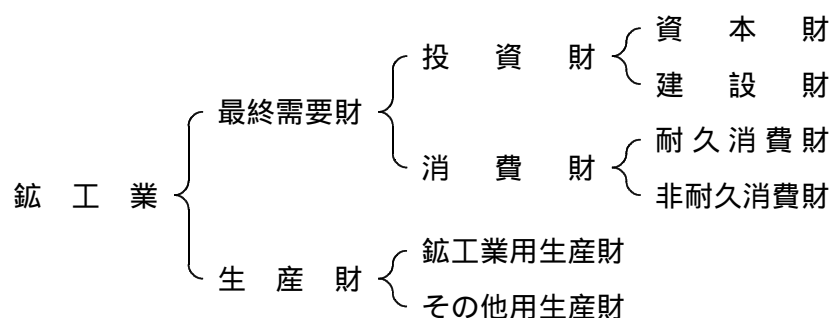 資本財
投資財
建設財
最終需要財
耐久消費財
消費財
鉱工業
非耐久消費財
鉱工業用生産財
生産財
その他用生産財